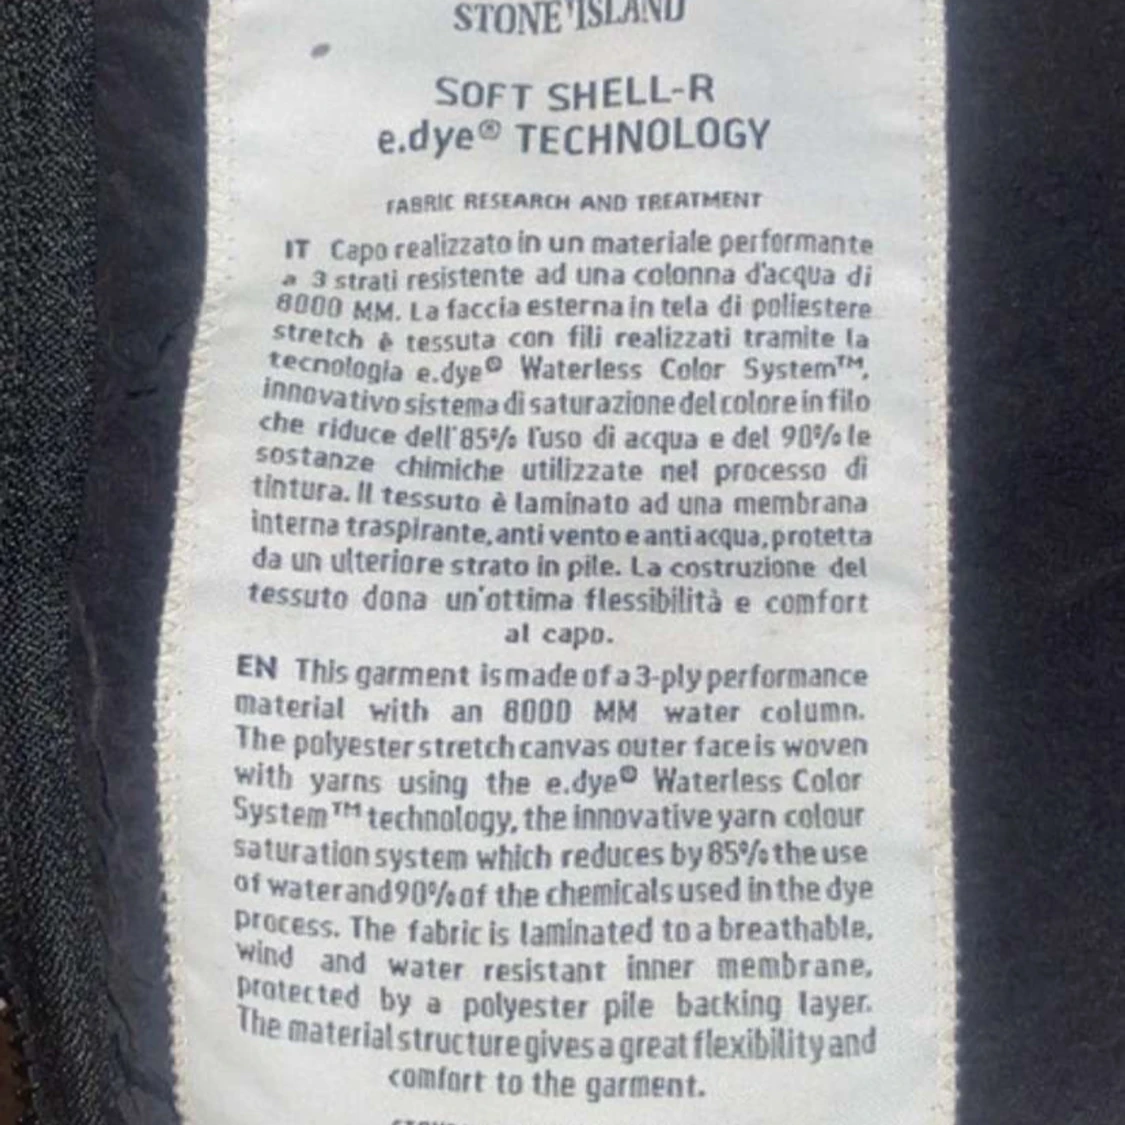 STONE ISLAND
SOFT SHELL-R
e.dye® TECHNOLOGY
FABRIC RESEARCH AND TREATMENT
IT Capo realizzato in un materiale performante
a 3 strati resistente ad una colonna d'acqua di
8000 MM. La faccia esterna in tela di poliestere
stretch è tessuta con fili realizzati tramite la
tecnologia e.dye® Waterless Color System™,
innovativo sistema di saturazione del colore in filo
che riduce dell'85% l'uso di acqua e del 90% le
sostanze chimiche utilizzate nel processo di
tintura. Il tessuto è laminato ad una membrana
interna traspirante, anti vento e anti acqua, protetta
da un ulteriore strato in pile. La costruzione del
tessuto dona un'ottima flessibilità e comfort
al capo.
EN This garment is made of a 3-ply performance
material with an 8000 MM water column.
The polyester stretch canvas outer face is woven
with yarns using the e.dye® Waterless Color
System™ technology, the innovative yarn colour
saturation system which reduces by 85% the use
of water and 90% of the chemicals used in the dye
process. The fabric is laminated to a breathable,
wind and water resistant inner membrane,
protected by a polyester pile backing layer.
The material structure gives a great flexibility and
comfort to the garment.